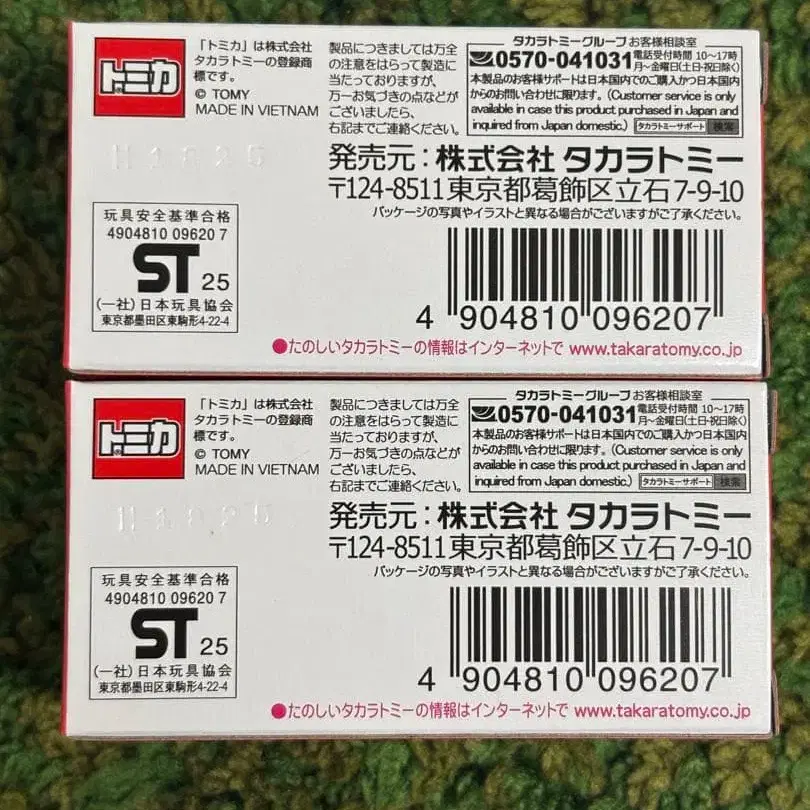 トミカ
「トミカ」は株式会社
タカラトミーの登録商
標です。
© TOMY
MADE IN VIETNAM
製品につきましては万全
の注意をはらって製造に
当たっておりますが、
万一お気づきの点などが
ございましたら、
右記までご連絡ください。
タカラトミーグループお客様相談室
0570-041031 電話受付時間 10〜17時
月〜金曜日(土日・祝日除く)
本製品のお客様サポートは日本国内でのご購入かつ日本国内
からのお問い合わせに限ります。(Customer service is only
available in case this product purchased in Japan and
inquired from Japan domestic.) タカラトミーサポート 検索
発売元:株式会社 タカラトミー
〒124-8511東京都葛飾区立石7-9-10
パッケージの写真やイラストと異なる場合がございますがご了承ください。
玩具安全基準合格
4904810 09620 7
ST 25
(一社)日本玩具協会
東京都墨田区東駒形4-22-4
4 904810 096207
●たのしいタカラトミーの情報はインターネットで www.takaratomy.co.jp
トミカ
「トミカ」は株式会社
タカラトミーの登録商
標です。
© TOMY
MADE IN VIETNAM
製品につきましては万全
の注意をはらって製造に
当たっておりますが、
万一お気づきの点などが
ございましたら、
右記までご連絡ください。
タカラトミーグループお客様相談室
0570-041031 電話受付時間 10〜17時
月〜金曜日(土日・祝日除く)
本製品のお客様サポートは日本国内でのご購入かつ日本国内
からのお問い合わせに限ります。(Customer service is only
available in case this product purchased in Japan and
inquired from Japan domestic.) タカラトミーサポート 検索
発売元:株式会社 タカラトミー
〒124-8511東京都葛飾区立石7-9-10
パッケージの写真やイラストと異なる場合がございますがご了承ください。
玩具安全基準合格
4904810 09620 7
ST 25
(一社)日本玩具協会
東京都墨田区東駒形4-22-4
4 904810 096207
●たのしいタカラトミーの情報はインターネットで www.takaratomy.co.jp